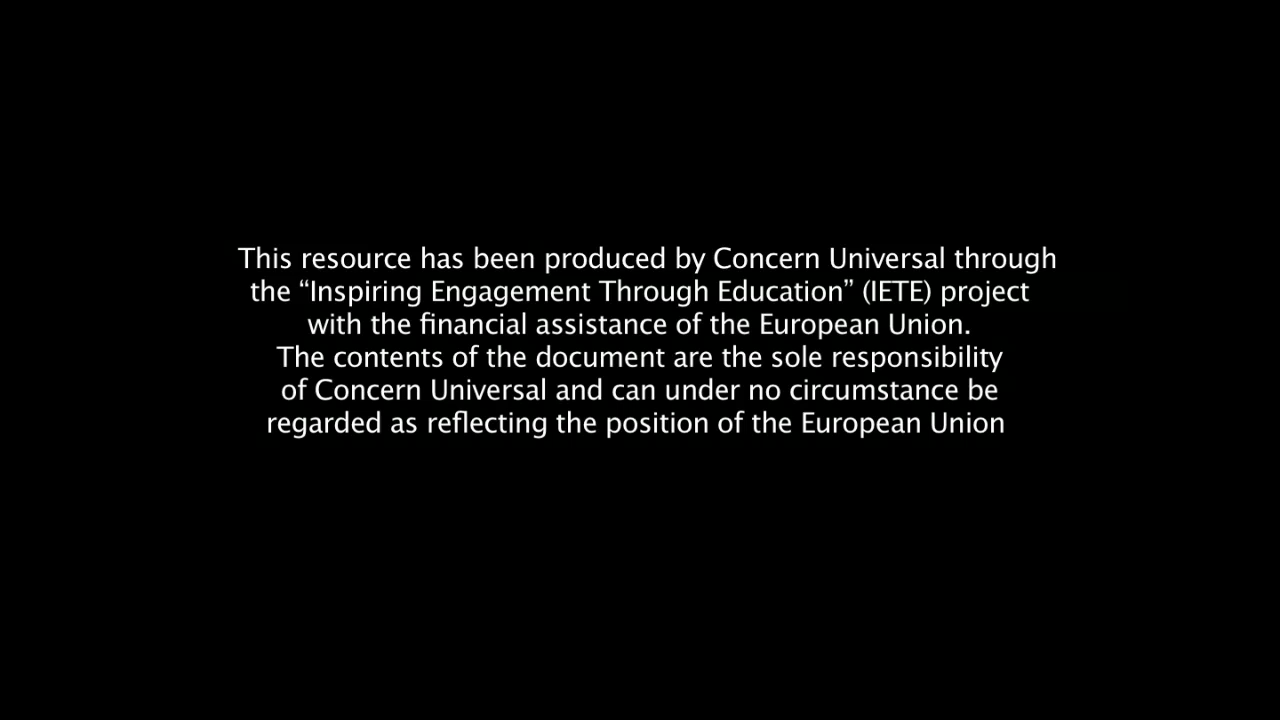 This resource has been produced by Concern Universal through
the “Inspiring Engagement Through Education” (IETE) project
with the financial assistance of the European Union.
The contents of the document are the sole responsibility
of Concern Universal and can under no circumstance be
regarded as reflecting the position of the European Union